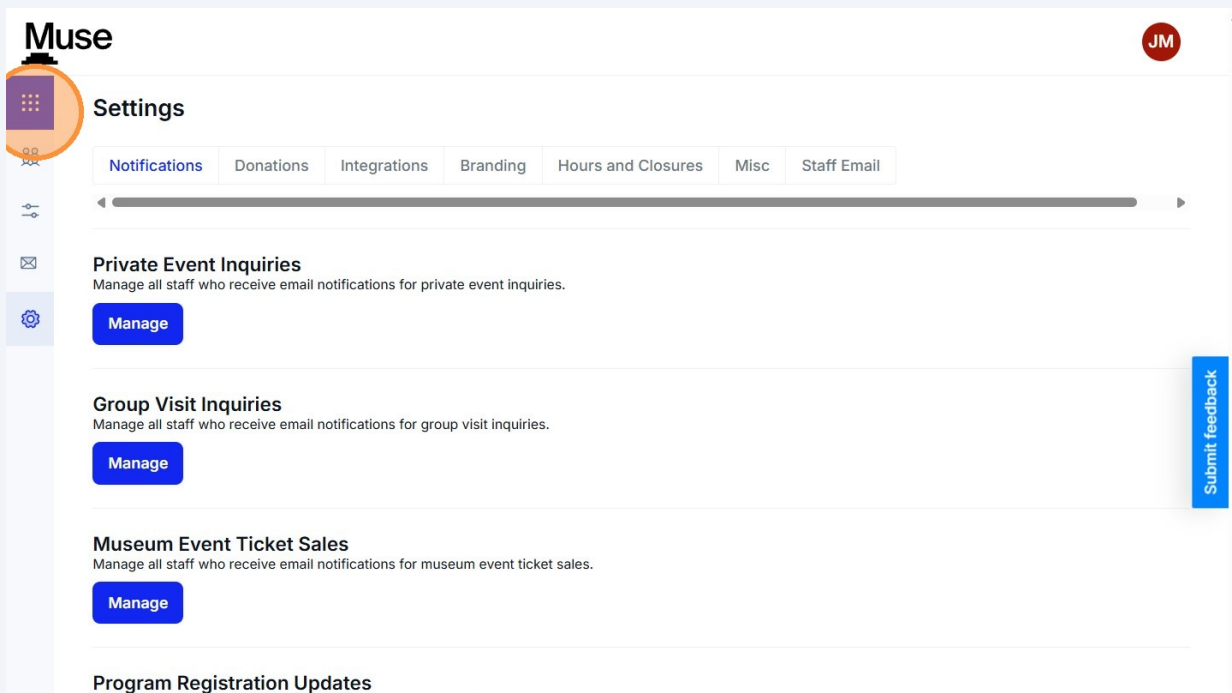 Muse
JM
Settings
Notifications Donations Integrations Branding Hours and Closures Misc Staff Email
Private Event Inquiries
Manage all staff who receive email notifications for private event inquiries.
Manage
Group Visit Inquiries
Manage all staff who receive email notifications for group visit inquiries.
Manage
Submit feedback
Museum Event Ticket Sales
Manage all staff who receive email notifications for museum event ticket sales.
Manage
Program Registration Updates